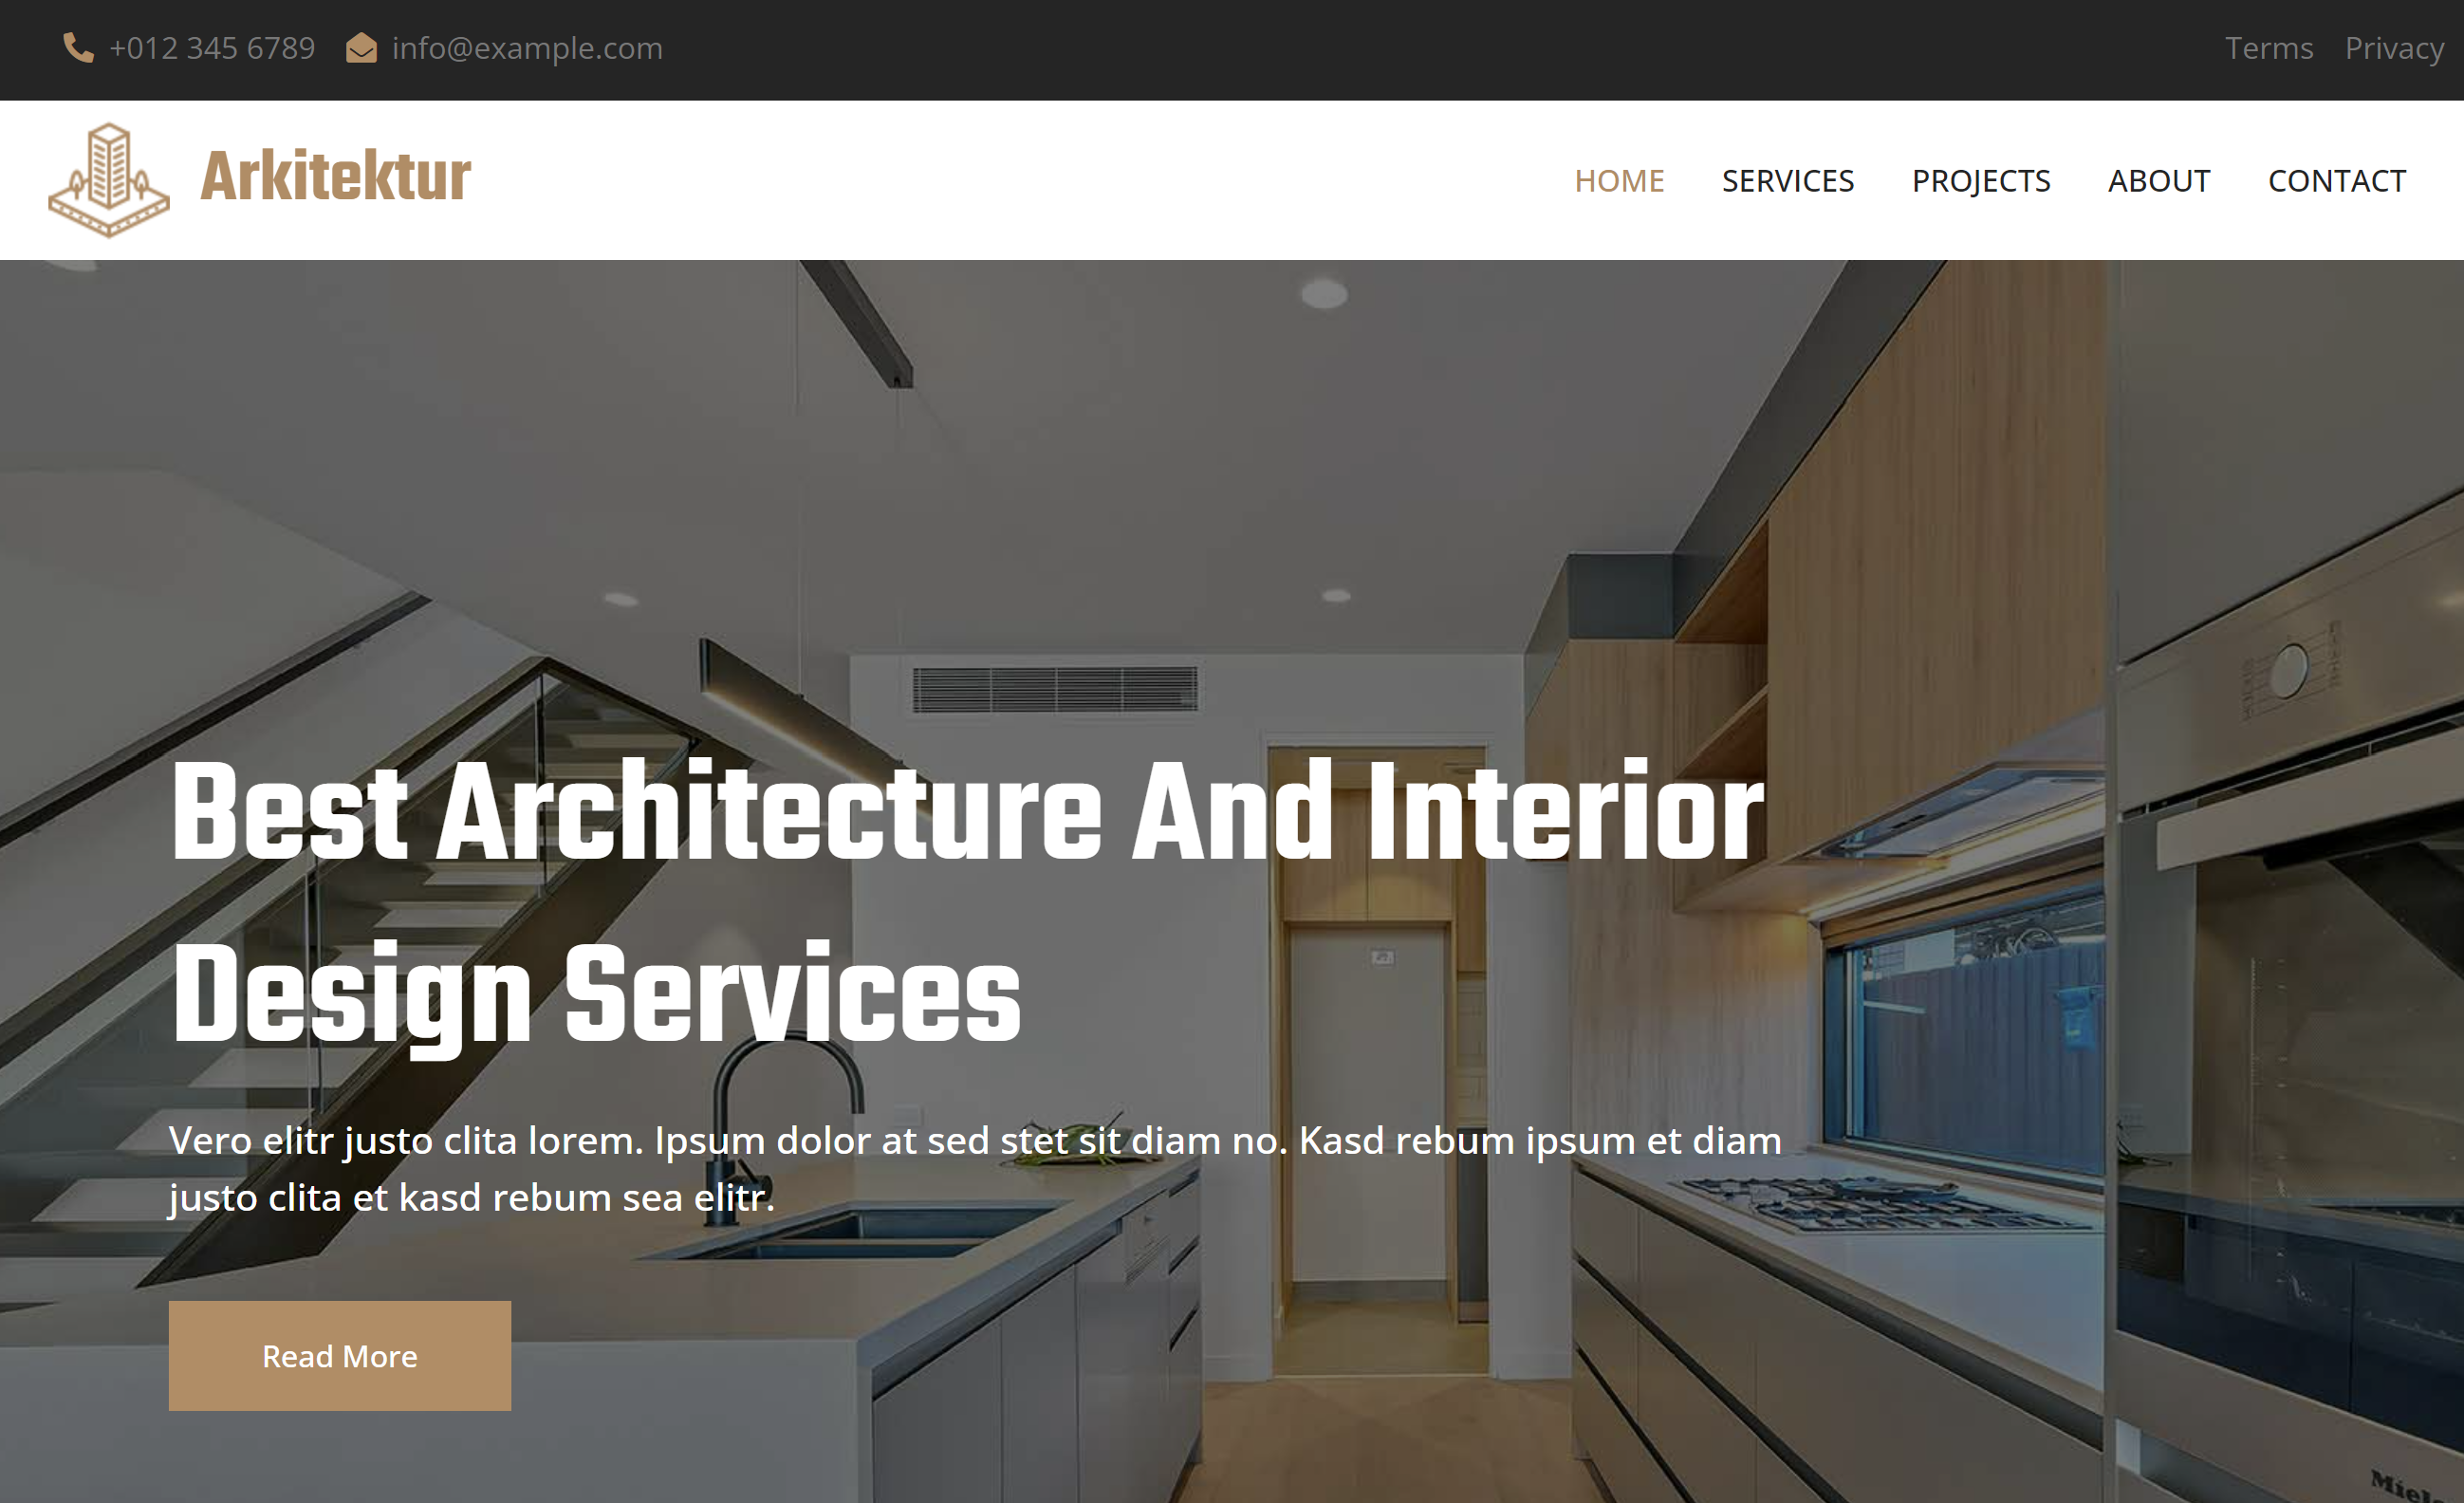 +012 345 6789 info@example.com Terms Privacy
Arkitektur HOME SERVICES PROJECTS ABOUT CONTACT
Best Architecture And Interior
Design Services
Vero elitr justo clita lorem. Ipsum dolor at sed stet sit diam no. Kasd rebum ipsum et diam
justo clita et kasd rebum sea elitr.
Read More